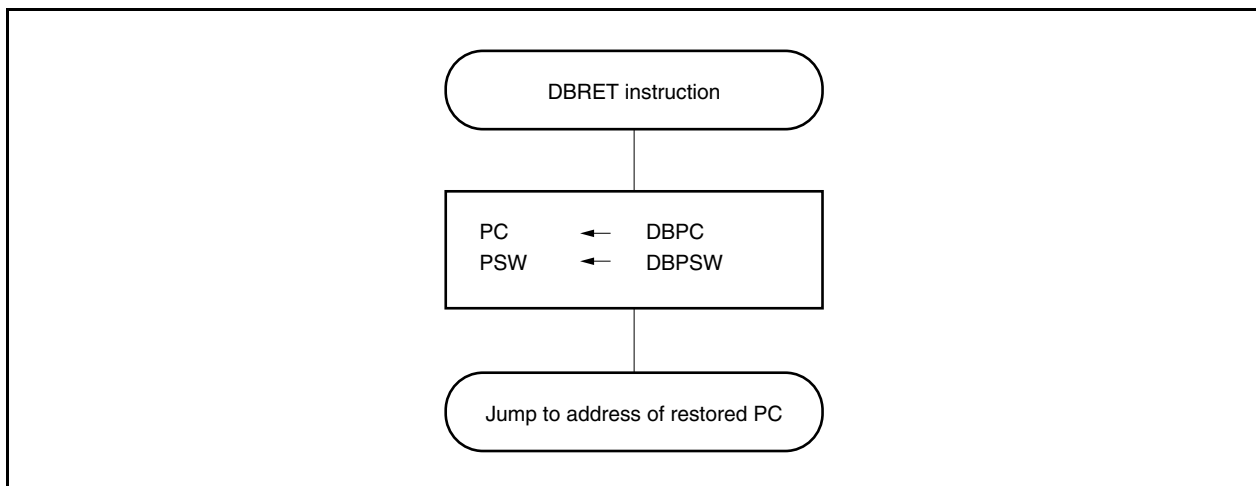 DBRET instruction
PC ← DBPC
PSW ← DBPSW
Jump to address of restored PC